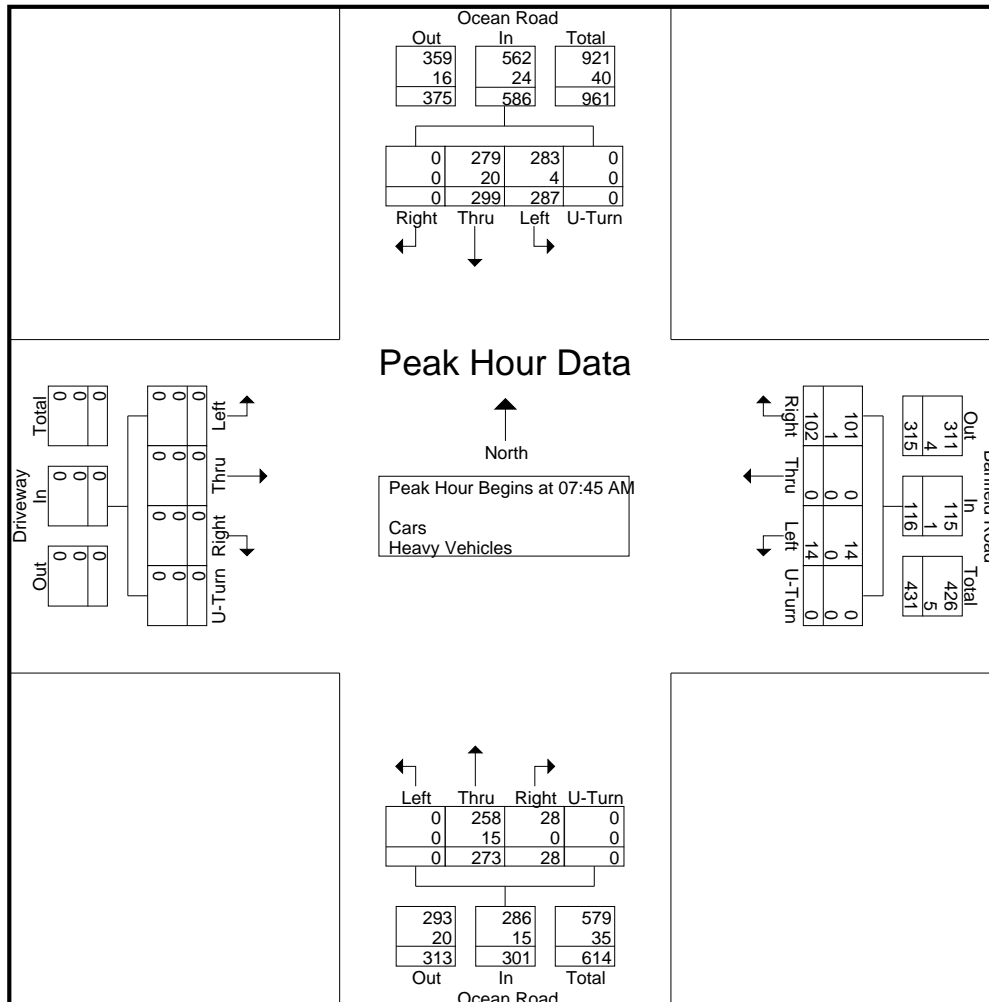 Ocean Road
Out In Total
359 562 921
16 24 40
375 586 961
0 279 283 0
0 20 4 0
0 299 287 0
Right Thru Left U-Turn
Peak Hour Data
North
Peak Hour Begins at 07:45 AM
Cars
Heavy Vehicles
Driveway
Total In Out
0 0 0
0 0 0
0 0 0
Left Thru Right U-Turn
0 0 0 0
0 0 0 0
0 0 0 0
Road
Out In Total
311 115 426
4 1 5
315 116 431
101 0 14 0
1 0 0
102 0 14 0
Right Thru Left U-Turn
Left Thru Right U-Turn
0 258 28 0
0 15 0 0
0 273 28 0
293 286 579
20 15 35
313 301 614
Out In Total
Ocean Road